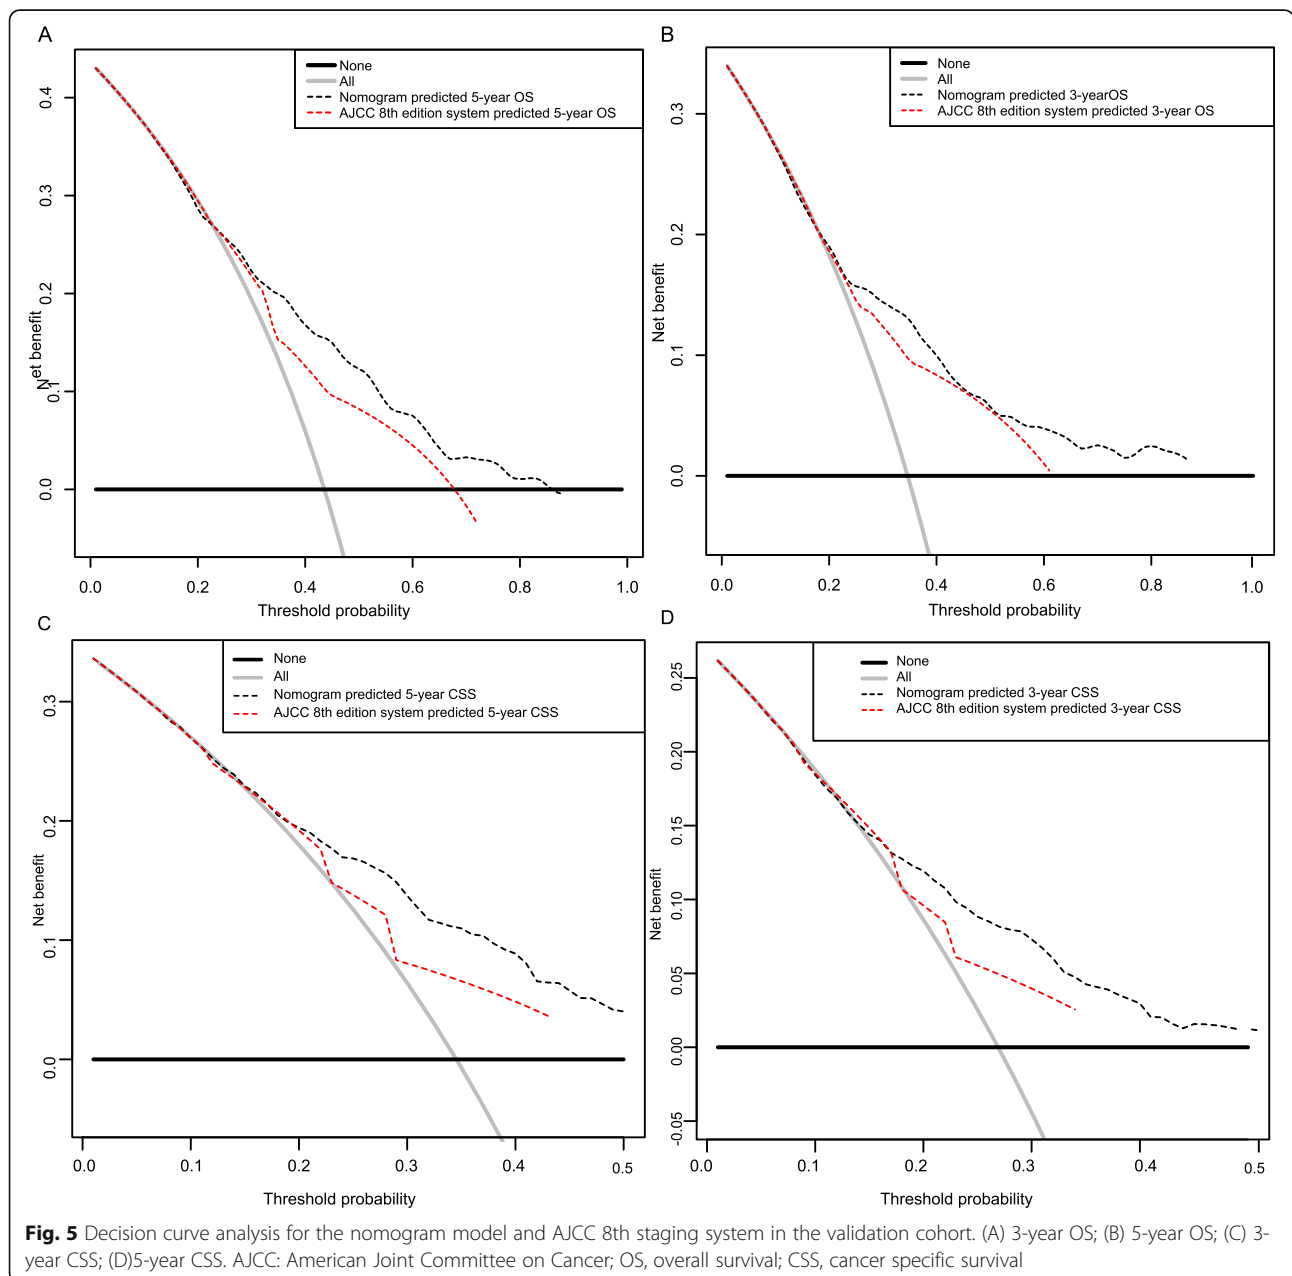 A
None
All
Nomogram predicted 5-year OS
AJCC 8th edition system predicted 5-year OS
Net benefit
0.4
0.3
0.2
0.1
0.0
0.0 0.2 0.4 0.6 0.8 1.0
Threshold probability
B
None
All
Nomogram predicted 3-yearOS
AJCC 8th edition system predicted 3-year OS
Net benefit
0.3
0.2
0.1
0.0
0.0 0.2 0.4 0.6 0.8 1.0
Threshold probability
C
None
All
Nomogram predicted 5-year CSS
AJCC 8th edition system predicted 5-year CSS
Net benefit
0.3
0.2
0.1
0.0
0.0 0.1 0.2 0.3 0.4 0.5
Threshold probability
D
None
All
Nomogram predicted 3-year CSS
AJCC 8th edition system predicted 3-year CSS
Net benefit
0.25
0.20
0.15
0.10
0.05
0.00
-0.05
0.0 0.1 0.2 0.3 0.4 0.5
Threshold probability
Fig. 5 Decision curve analysis for the nomogram model and AJCC 8th staging system in the validation cohort. (A) 3-year OS; (B) 5-year OS; (C) 3-
year CSS; (D)5-year CSS. AJCC: American Joint Committee on Cancer; OS, overall survival; CSS, cancer specific survival